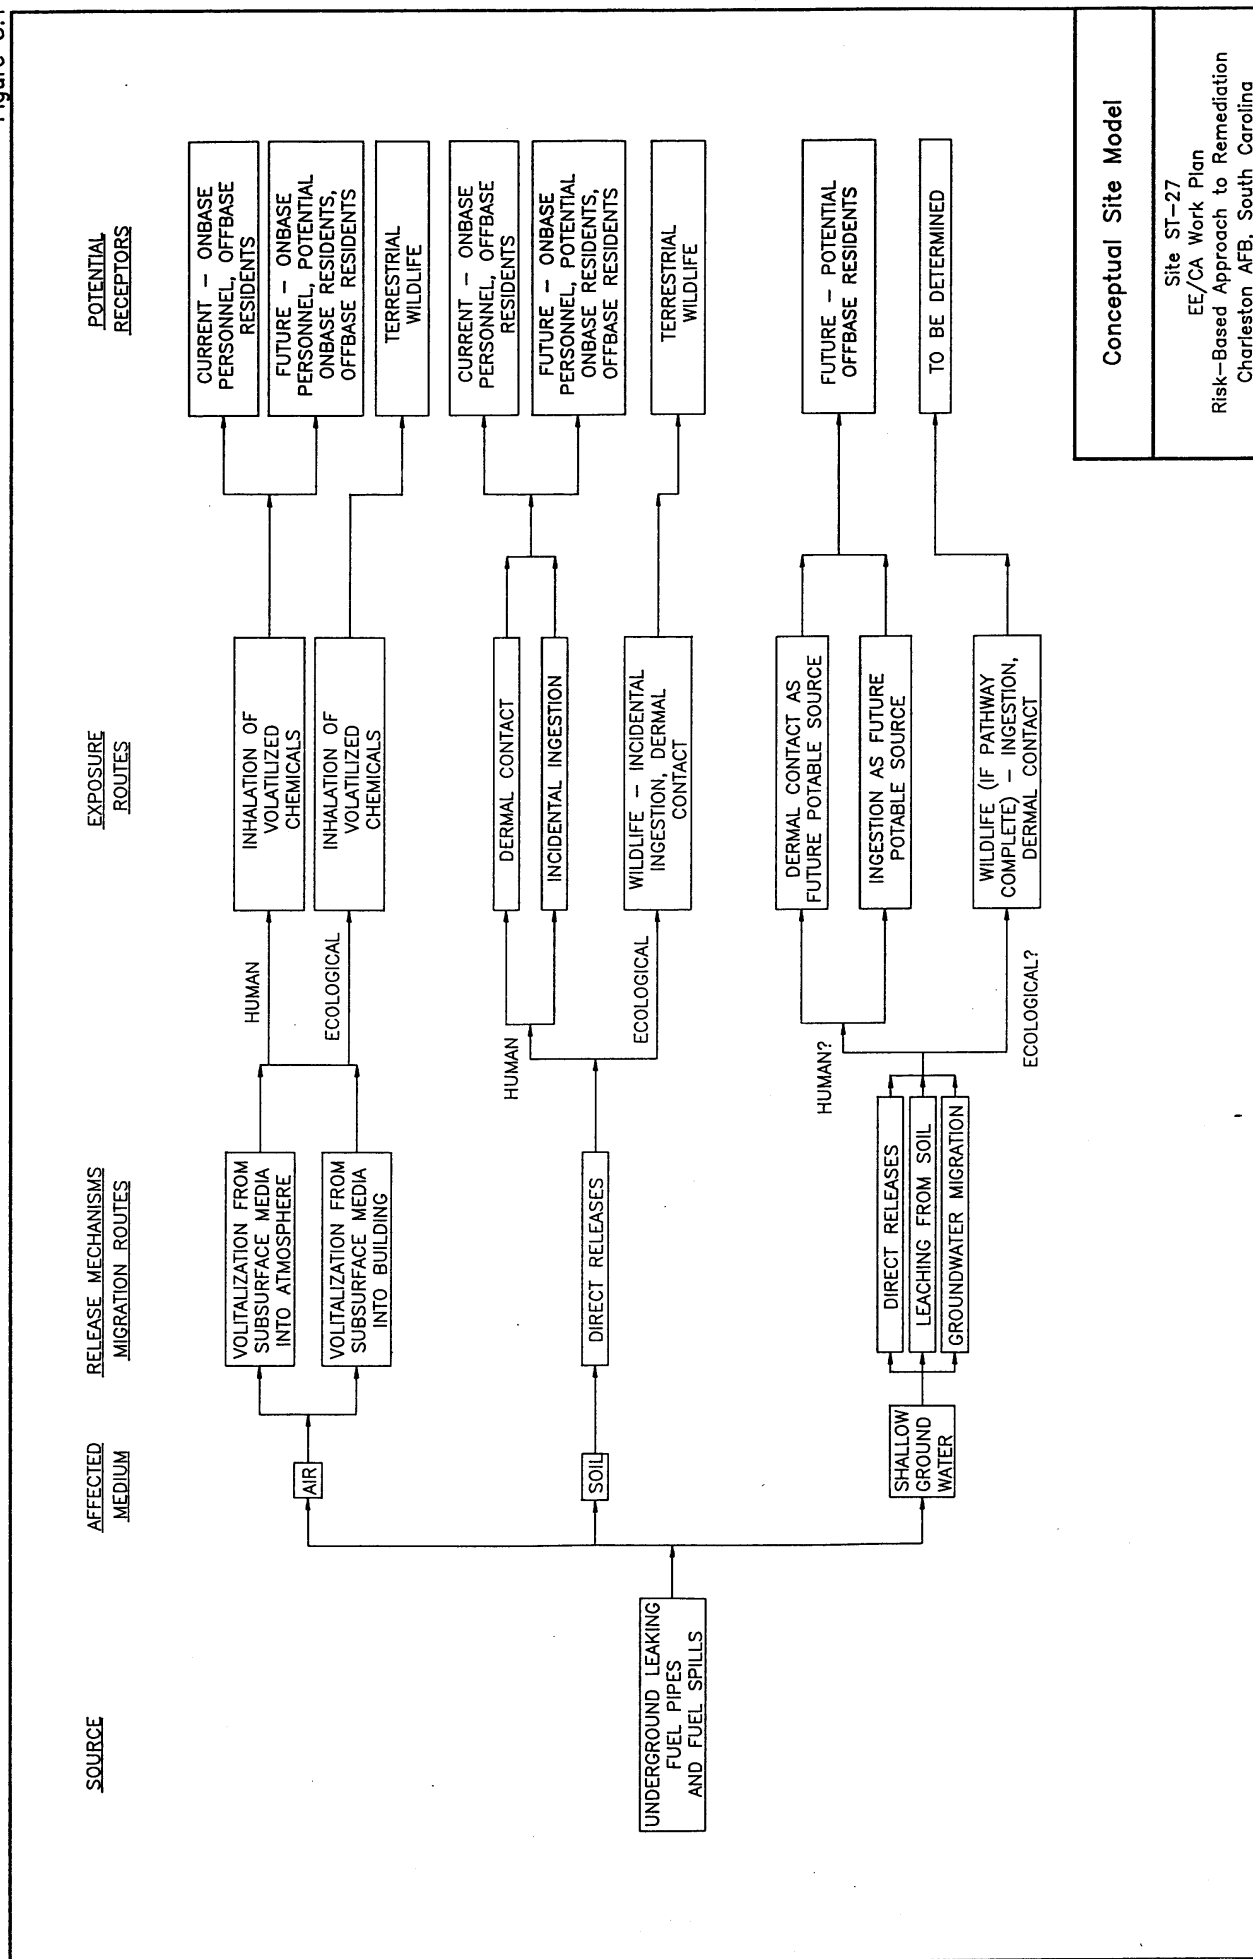 Figure
SOURCE
AFFECTED
MEDIUM
RELEASE MECHANISMS
MIGRATION ROUTES
EXPOSURE
ROUTES
POTENTIAL
RECEPTORS
UNDERGROUND LEAKING
FUEL PIPES
AND FUEL SPILLS
AIR
VOLITALIZATION FROM
SUBSURFACE MEDIA
INTO ATMOSPHERE
VOLITALIZATION FROM
SUBSURFACE MEDIA
INTO BUILDING
HUMAN
ECOLOGICAL
INHALATION OF
VOLATILIZED
CHEMICALS
INHALATION OF
VOLATILIZED
CHEMICALS
CURRENT – ONBASE
PERSONNEL, OFFBASE
RESIDENTS
FUTURE – ONBASE
PERSONNEL, POTENTIAL
ONBASE RESIDENTS,
OFFBASE RESIDENTS
TERRESTRIAL
WILDLIFE
SOIL
DIRECT RELEASES
HUMAN
ECOLOGICAL
DERMAL CONTACT
INCIDENTAL INGESTION
WILDLIFE – INCIDENTAL
INGESTION, DERMAL
CONTACT
CURRENT – ONBASE
PERSONNEL, OFFBASE
RESIDENTS
FUTURE – ONBASE
PERSONNEL, POTENTIAL
ONBASE RESIDENTS,
OFFBASE RESIDENTS
TERRESTRIAL
WILDLIFE
SHALLOW
GROUND
WATER
DIRECT RELEASES
LEACHING FROM SOIL
GROUNDWATER MIGRATION
HUMAN?
ECOLOGICAL?
DERMAL CONTACT AS
FUTURE POTABLE SOURCE
INGESTION AS FUTURE
POTABLE SOURCE
WILDLIFE (IF PATHWAY
COMPLETE) – INGESTION,
DERMAL CONTACT
FUTURE – POTENTIAL
OFFBASE RESIDENTS
TO BE DETERMINED
Conceptual Site Model
Site ST–27
EE/CA Work Plan
Risk–Based Approach to Remediation
Charleston AFB, South Carolina